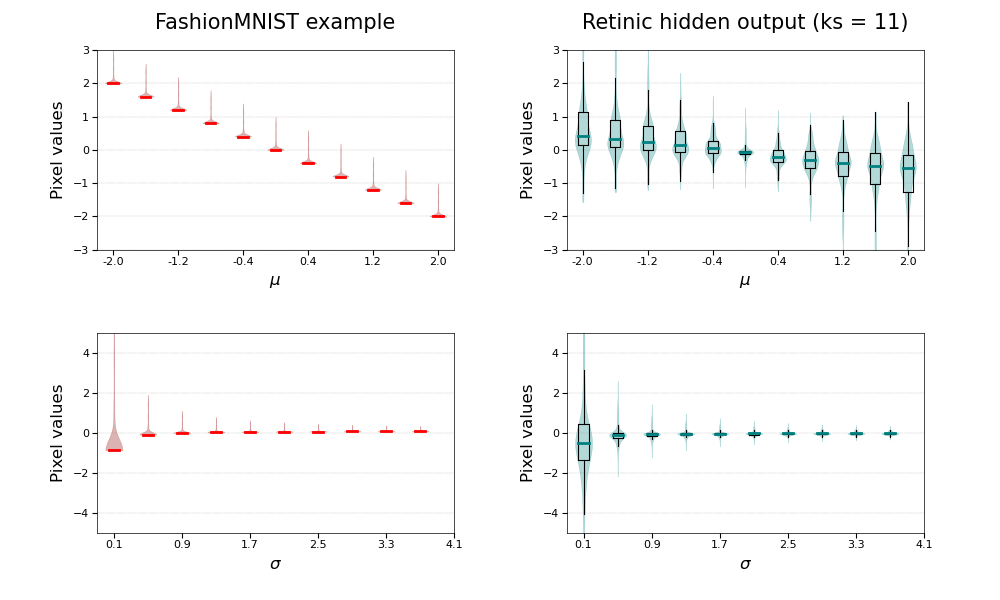 FashionMNIST example
Retinic hidden output (ks = 11)
Pixel values
3
2
1
0
−1
−2
−3
-2.0 -1.2 -0.4 0.4 1.2 2.0
μ
Pixel values
3
2
1
0
−1
−2
−3
-2.0 -1.2 -0.4 0.4 1.2 2.0
μ
Pixel values
4
2
0
−2
−4
0.1 0.9 1.7 2.5 3.3 4.1
σ
Pixel values
4
2
0
−2
−4
0.1 0.9 1.7 2.5 3.3 4.1
σ